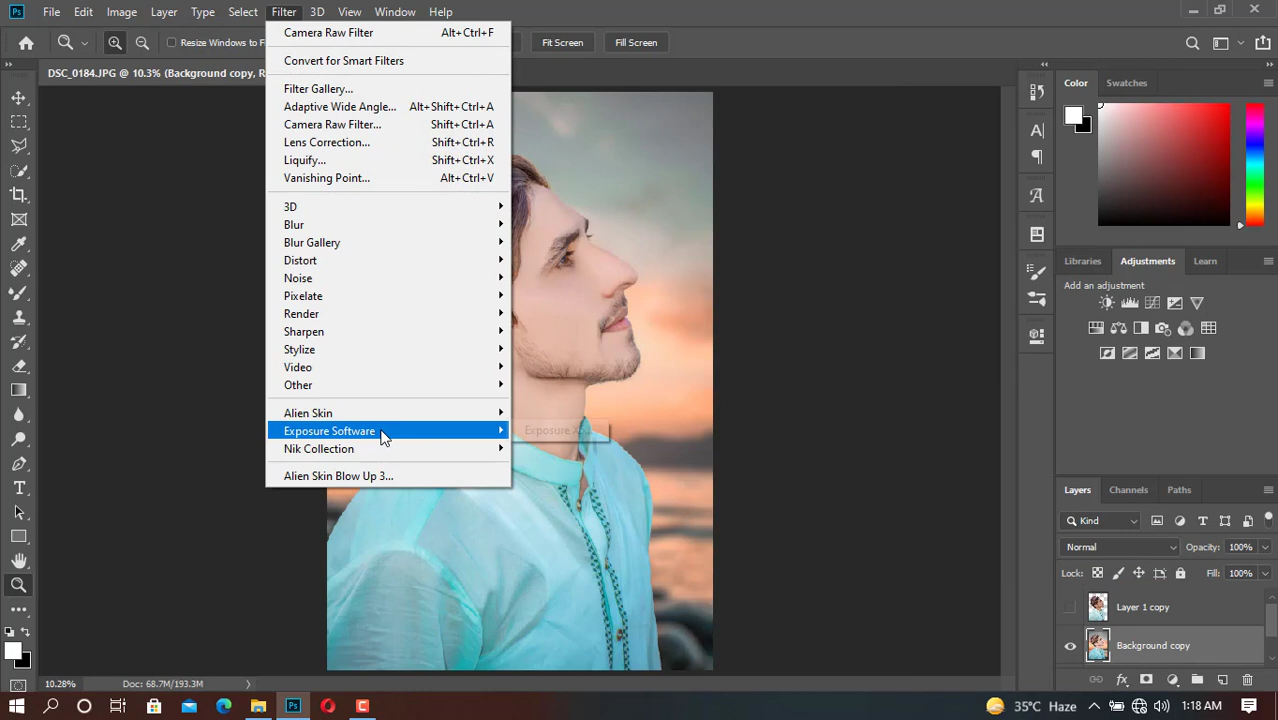 Ps File Edit Image Layer Type Select Filter 3D View Window Help
Resize Windows to Fi Fit Screen Fill Screen
DSC_0184.JPG @ 10.3% (Background copy, R
Camera Raw Filter Alt+Ctrl+F
Convert for Smart Filters
Filter Gallery...
Adaptive Wide Angle... Alt+Shift+Ctrl+A
Camera Raw Filter... Shift+Ctrl+A
Lens Correction... Shift+Ctrl+R
Liquify... Shift+Ctrl+X
Vanishing Point... Alt+Ctrl+V
3D
Blur
Blur Gallery
Distort
Noise
Pixelate
Render
Sharpen
Stylize
Video
Other
Alien Skin
Exposure Software
Nik Collection
Alien Skin Blow Up 3...
Color Swatches
Libraries Adjustments Learn
Add an adjustment
Layers Channels Paths
Kind
Normal Opacity: 100%
Lock: Fill: 100%
Layer 1 copy
Background copy
10.28% Doc: 68.7M/193.3M
Ps C 35°C Haze 1:18 AM